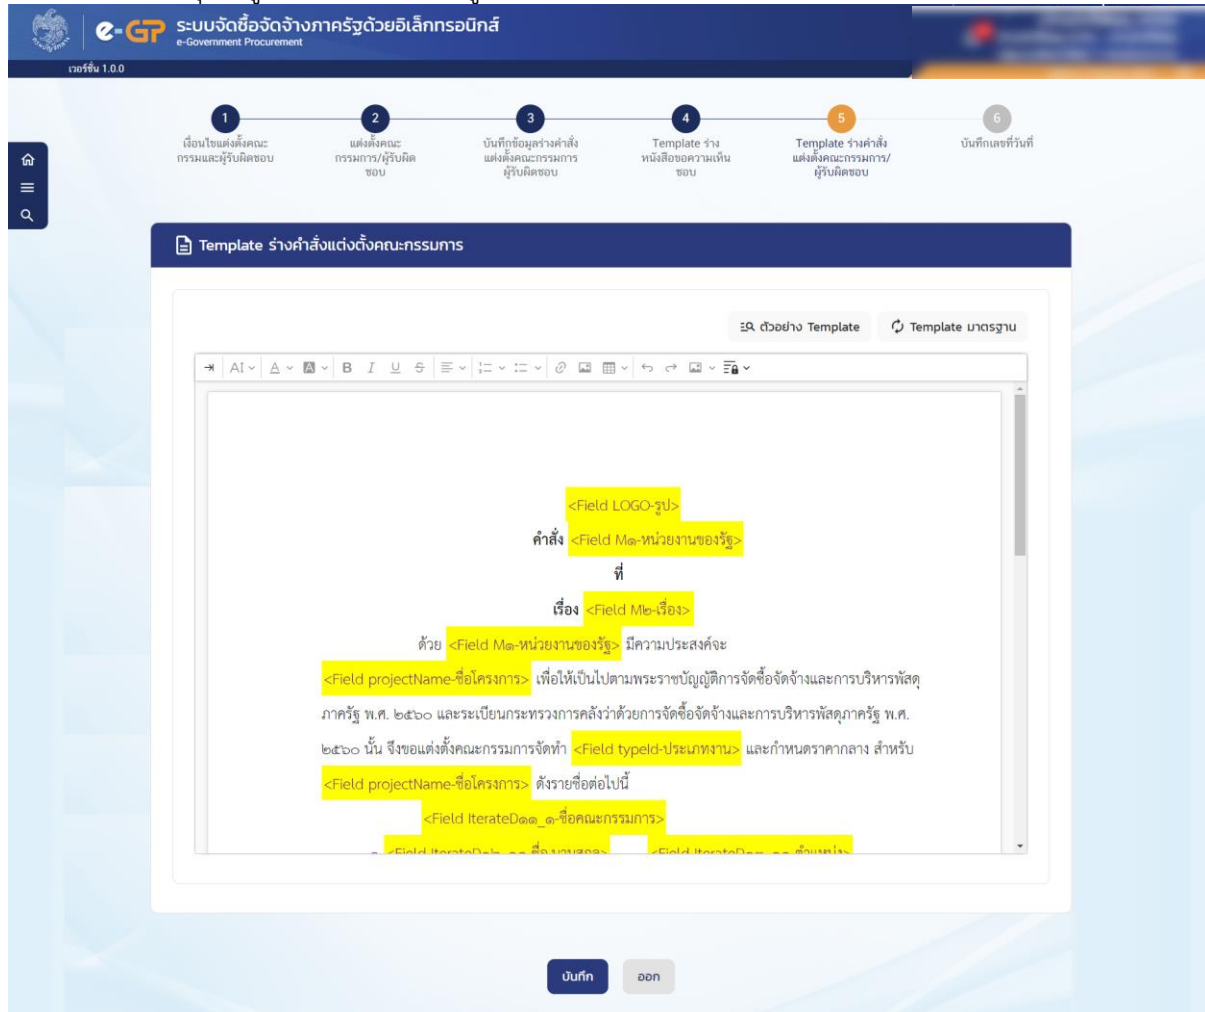 e-GP ระบบจัดซื้อจัดจ้างภาครัฐด้วยอิเล็กทรอนิกส์
e-Government Procurement
เวอร์ชั่น 1.0.0
1 2 3 4 5 6
เงื่อนไขแต่งตั้งคณะ
กรรมและผู้รับผิดชอบ
แต่งตั้งคณะ
กรรมการ/ผู้รับผิด
ชอบ
บันทึกข้อมูลร่างคำสั่ง
แต่งตั้งคณะกรรมการ
ผู้รับผิดชอบ
Template ร่าง
หนังสือขอความเห็น
ชอบ
Template ร่างคำสั่ง
แต่งตั้งคณะกรรมการ/
ผู้รับผิดชอบ
บันทึกเลขที่วันที่
Template ร่างคำสั่งแต่งตั้งคณะกรรมการ
ตัวอย่าง Template Template มาตรฐาน
AI A A B I U S
<Field LOGO-รูป>
คำสั่ง <Field M๑-หน่วยงานของรัฐ>
ที่
เรื่อง <Field M๒-เรื่อง>
ด้วย <Field M๑-หน่วยงานของรัฐ> มีความประสงค์จะ
<Field projectName-ชื่อโครงการ> เพื่อให้เป็นไปตามพระราชบัญญัติการจัดซื้อจัดจ้างและการบริหารพัสดุ
ภาครัฐ พ.ศ. ๒๕๖๐ และระเบียบกระทรวงการคลังว่าด้วยการจัดซื้อจัดจ้างและการบริหารพัสดุภาครัฐ พ.ศ.
๒๕๖๐ นั้น จึงขอแต่งตั้งคณะกรรมการจัดทำ <Field typeId-ประเภทงาน> และกำหนดราคากลาง สำหรับ
<Field projectName-ชื่อโครงการ> ดังรายชื่อต่อไปนี้
<Field IterateD๑๑_๑-ชื่อคณะกรรมการ>
บันทึก ออก